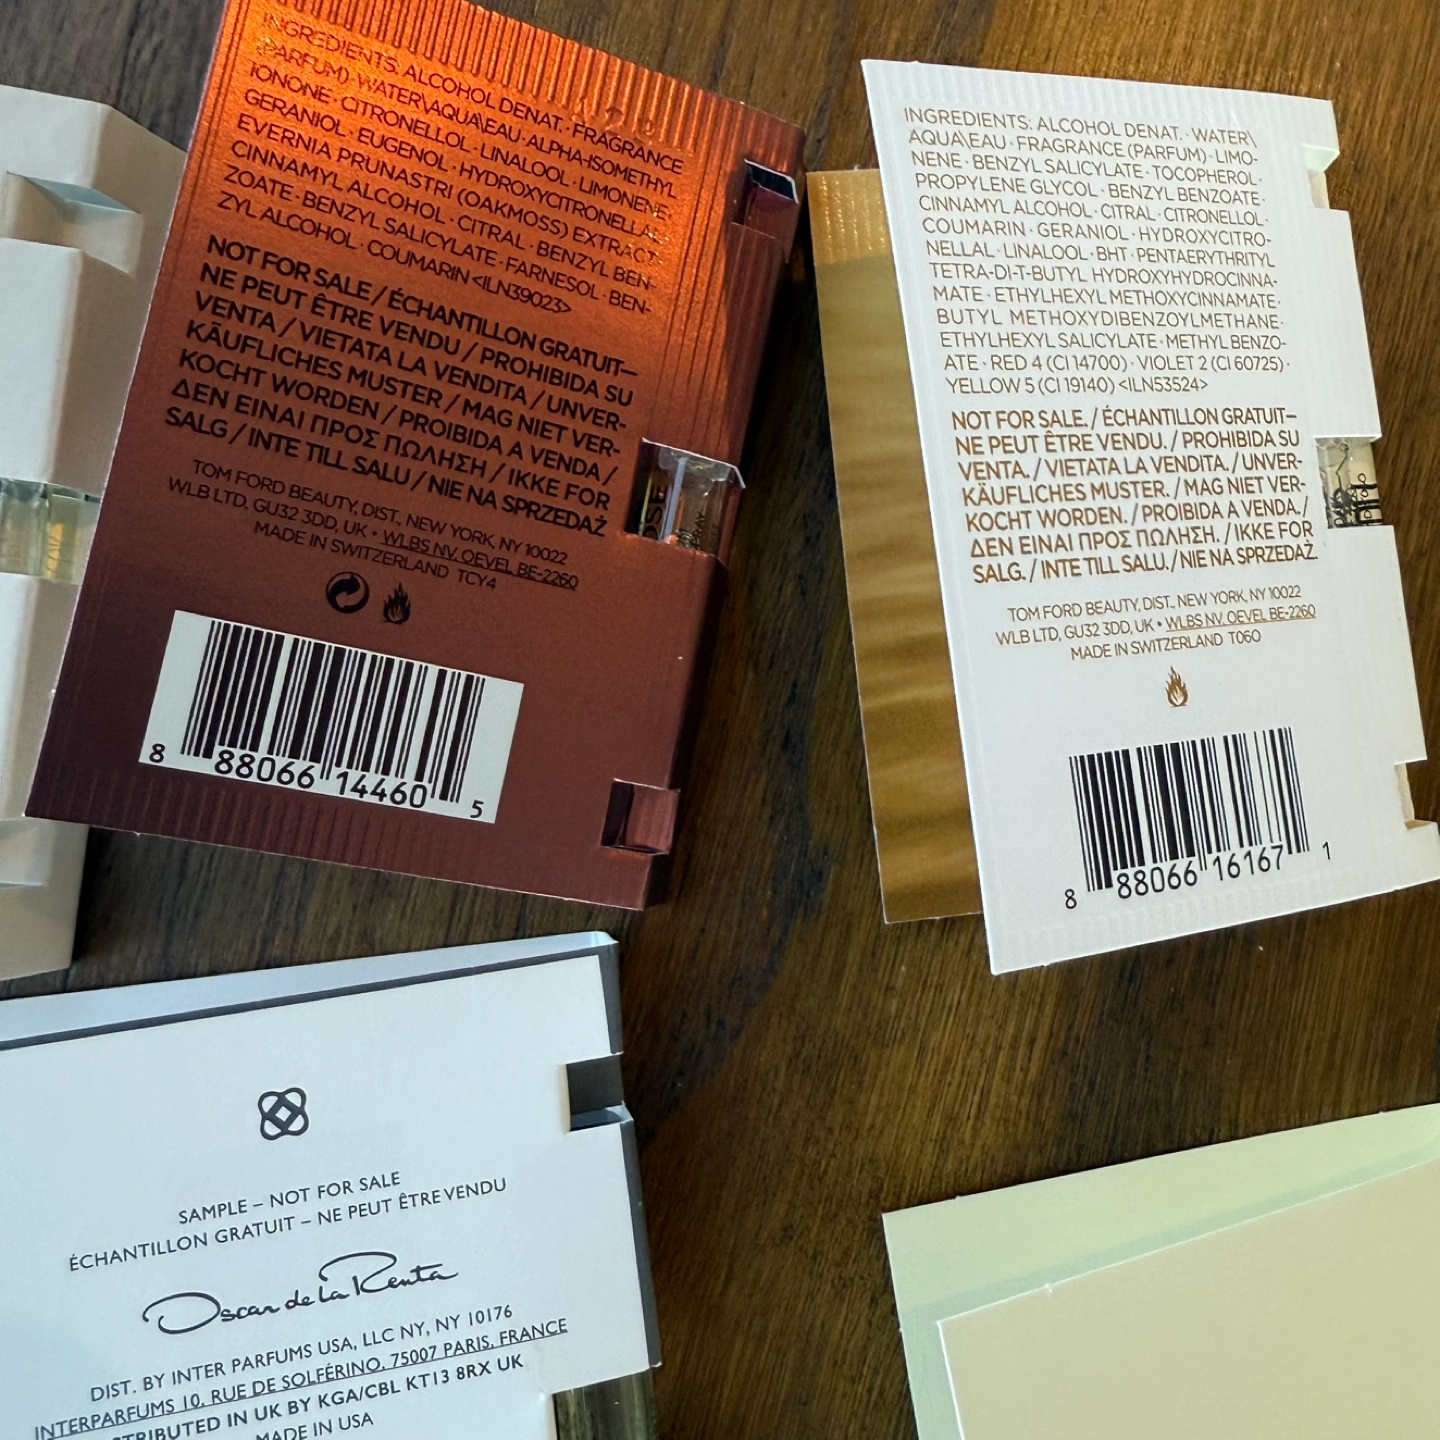 INGREDIENTS: ALCOHOL DENAT. · FRAGRANCE
(PARFUM) · WATER\AQUA\EAU · ALPHA-ISOMETHYL
IONONE · CITRONELLOL · LINALOOL · LIMONENE ·
GERANIOL · EUGENOL · HYDROXYCITRONELLAL ·
EVERNIA PRUNASTRI (OAKMOSS) EXTRACT ·
CINNAMYL ALCOHOL · CITRAL · BENZYL BEN-
ZOATE · BENZYL SALICYLATE · FARNESOL · BEN-
ZYL ALCOHOL · COUMARIN <ILN39023>
NOT FOR SALE / ÉCHANTILLON GRATUIT–
NE PEUT ÊTRE VENDU / PROHIBIDA SU
VENTA / VIETATA LA VENDITA / UNVER-
KÄUFLICHES MUSTER / MAG NIET VER-
KOCHT WORDEN / PROIBIDA A VENDA /
ΔΕΝ ΕΙΝΑΙ ΠΡΟΣ ΠΩΛΗΣΗ / IKKE FOR
SALG / INTE TILL SALU / NIE NA SPRZEDAŻ
TOM FORD BEAUTY, DIST., NEW YORK, NY 10022
WLB LTD, GU32 3DD, UK • WLBS NV. OEVEL BE-2260
MADE IN SWITZERLAND TCY4
8 88066 14460 5
INGREDIENTS: ALCOHOL DENAT. · WATER\
AQUA\EAU · FRAGRANCE (PARFUM) · LIMO-
NENE · BENZYL SALICYLATE · TOCOPHEROL ·
PROPYLENE GLYCOL · BENZYL BENZOATE ·
CINNAMYL ALCOHOL · CITRAL · CITRONELLOL ·
COUMARIN · GERANIOL · HYDROXYCITRO-
NELLAL · LINALOOL · BHT · PENTAERYTHRITYL
TETRA-DI-T-BUTYL HYDROXYHYDROCINNA-
MATE · ETHYLHEXYL METHOXYCINNAMATE ·
BUTYL METHOXYDIBENZOYLMETHANE ·
ETHYLHEXYL SALICYLATE · METHYL BENZO-
ATE · RED 4 (CI 14700) · VIOLET 2 (CI 60725) ·
YELLOW 5 (CI 19140) <ILN53524>
NOT FOR SALE. / ÉCHANTILLON GRATUIT–
NE PEUT ÊTRE VENDU. / PROHIBIDA SU
VENTA. / VIETATA LA VENDITA. / UNVER-
KÄUFLICHES MUSTER. / MAG NIET VER-
KOCHT WORDEN. / PROIBIDA A VENDA. /
ΔΕΝ ΕΙΝΑΙ ΠΡΟΣ ΠΩΛΗΣΗ. / IKKE FOR
SALG. / INTE TILL SALU. / NIE NA SPRZEDAŻ.
TOM FORD BEAUTY, DIST., NEW YORK, NY 10022
WLB LTD, GU32 3DD, UK • WLBS NV. OEVEL BE-2260
MADE IN SWITZERLAND T06O
8 88066 16167 1
SAMPLE – NOT FOR SALE
ÉCHANTILLON GRATUIT – NE PEUT ÊTRE VENDU
Oscar de la Renta
DIST. BY INTER PARFUMS USA, LLC NY, NY 10176
INTERPARFUMS 10, RUE DE SOLFÉRINO, 75007 PARIS, FRANCE
IN UK BY KGA/CBL KT13 8RX UK
MADE IN USA